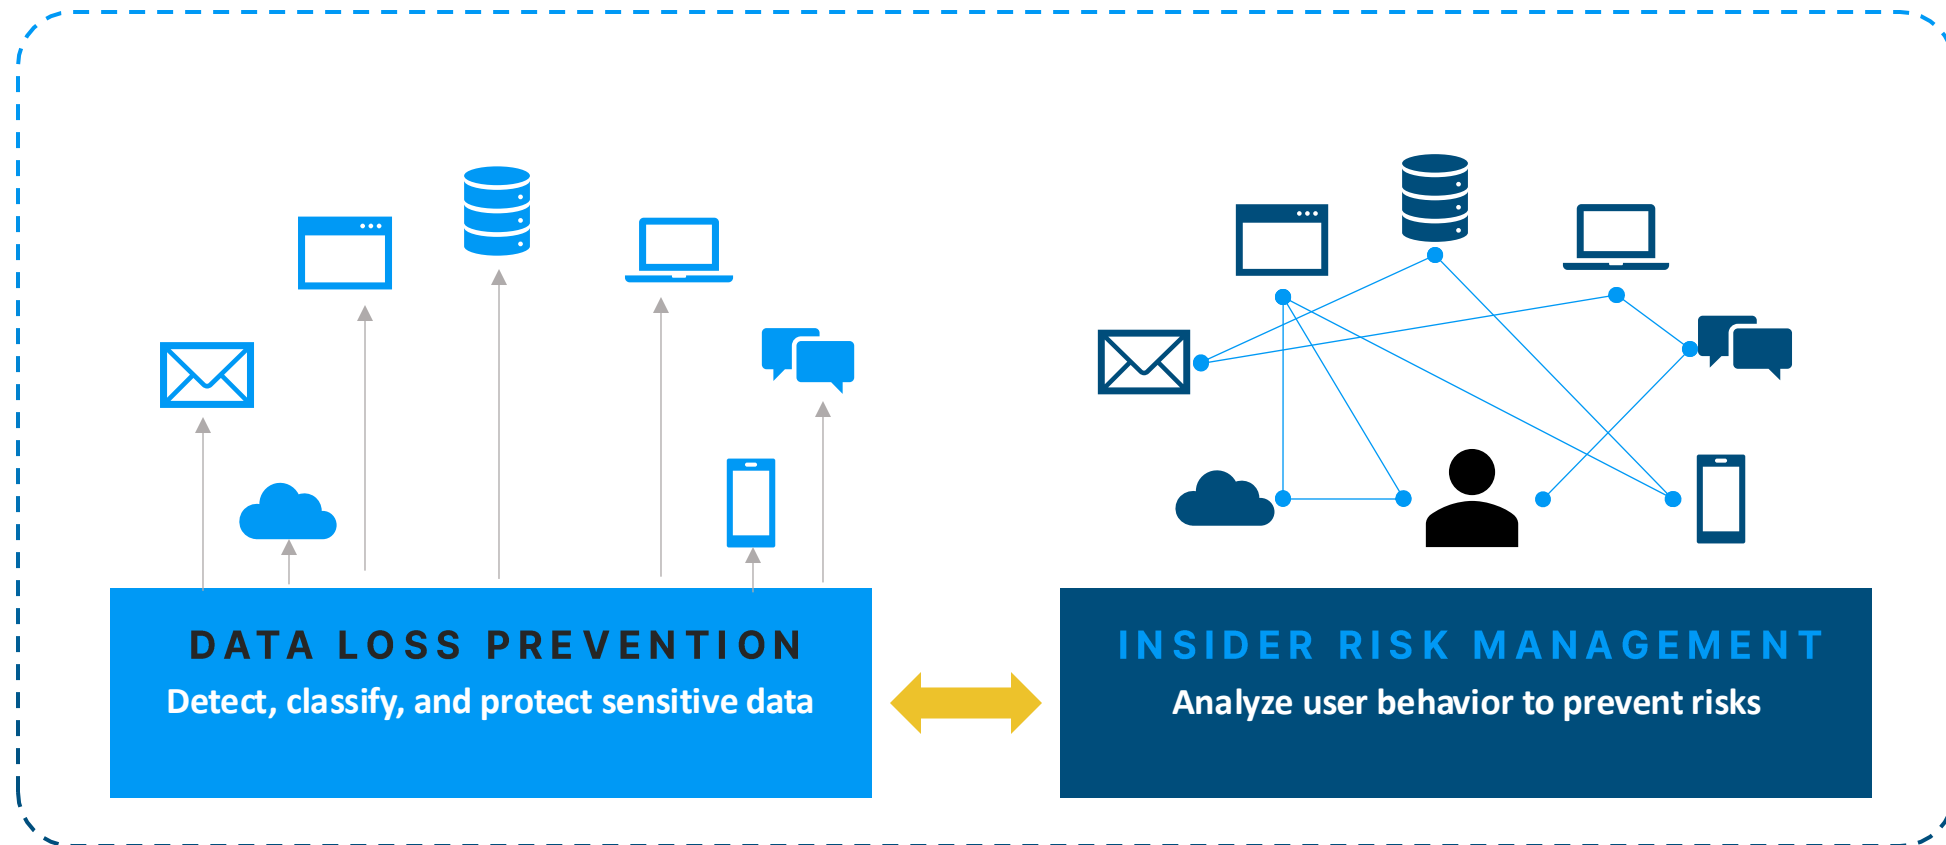 DATA LOSS PREVENTION
Detect, classify, and protect sensitive data
INSIDER RISK MANAGEMENT
Analyze user behavior to prevent risks